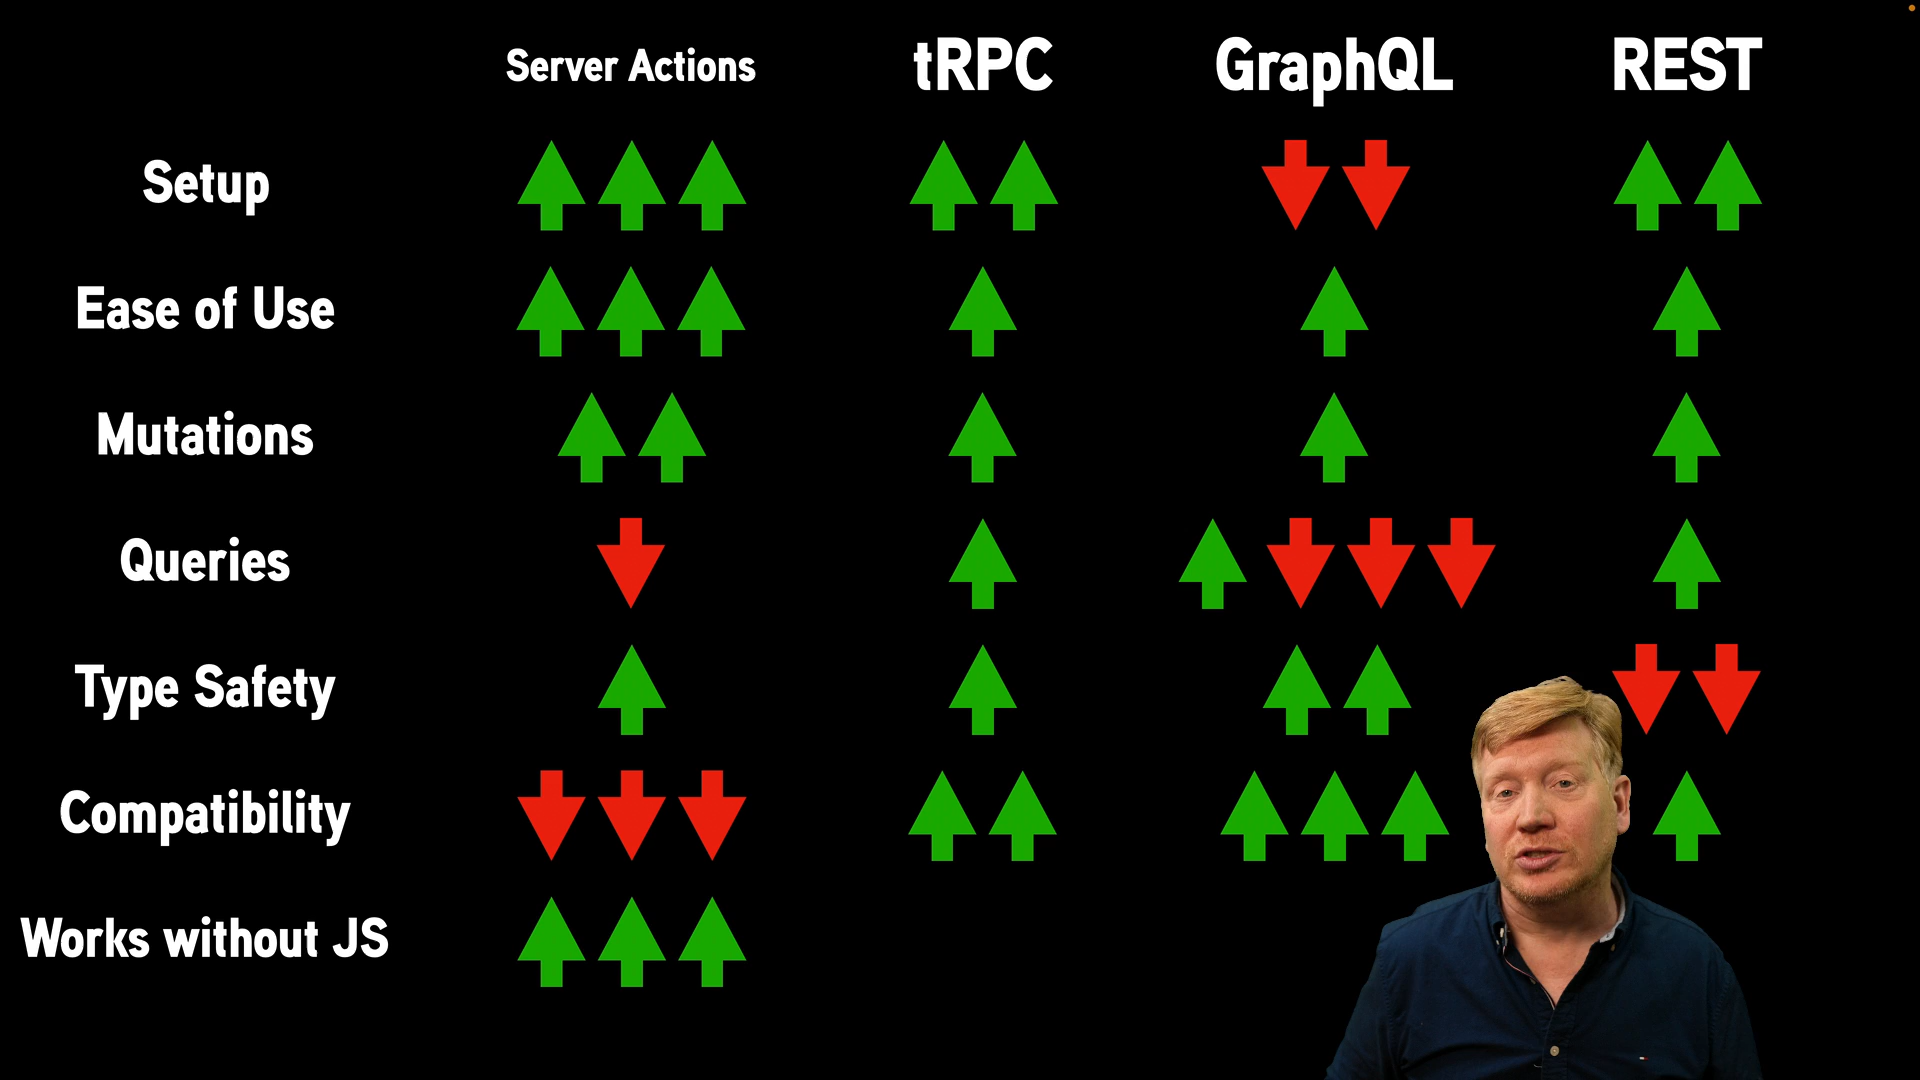 Server Actions tRPC GraphQL REST
Setup
Ease of Use
Mutations
Queries
Type Safety
Compatibility
Works without JS